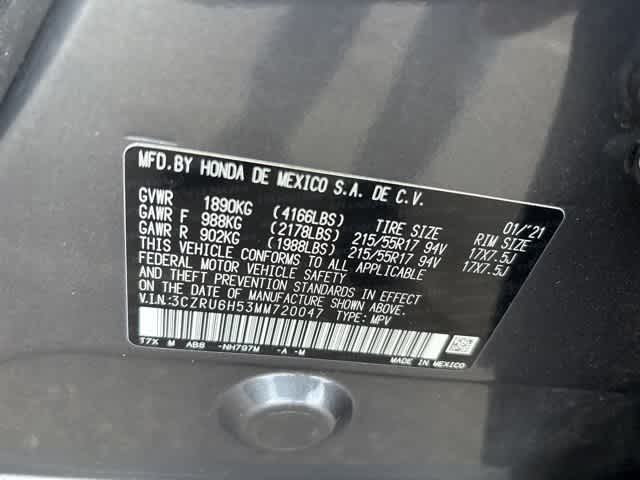 MFD. BY HONDA DE MEXICO S.A. DE C.V.
01/'21
GVWR 1890KG (4166LBS) TIRE SIZE RIM SIZE
GAWR F 988KG (2178LBS) 215/55R17 94V 17X7.5J
GAWR R 902KG (1988LBS) 215/55R17 94V 17X7.5J
THIS VEHICLE CONFORMS TO ALL APPLICABLE
FEDERAL MOTOR VEHICLE SAFETY
AND THEFT PREVENTION STANDARDS IN EFFECT
ON THE DATE OF MANUFACTURE SHOWN ABOVE.
V.I.N:3CZRU6H53MM720047 TYPE: MPV
T7X M AB8 -NH797M -A -M
MADE IN MEXICO